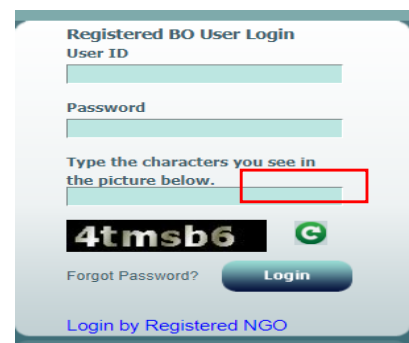 Registered BO User Login
User ID
Password
Type the characters you see in
the picture below.
4tmsb6
Forgot Password? Login
Login by Registered NGO